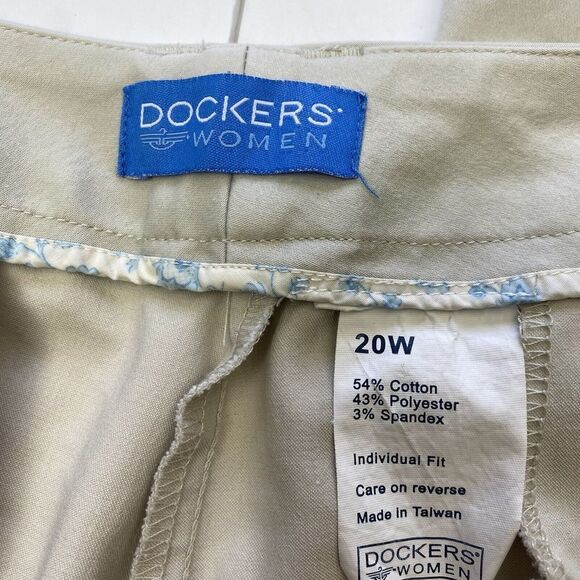 DOCKERS®
WOMEN
20W
54% Cotton
43% Polyester
3% Spandex
Individual Fit
Care on reverse
Made in Taiwan
DOCKERS®
WOMEN